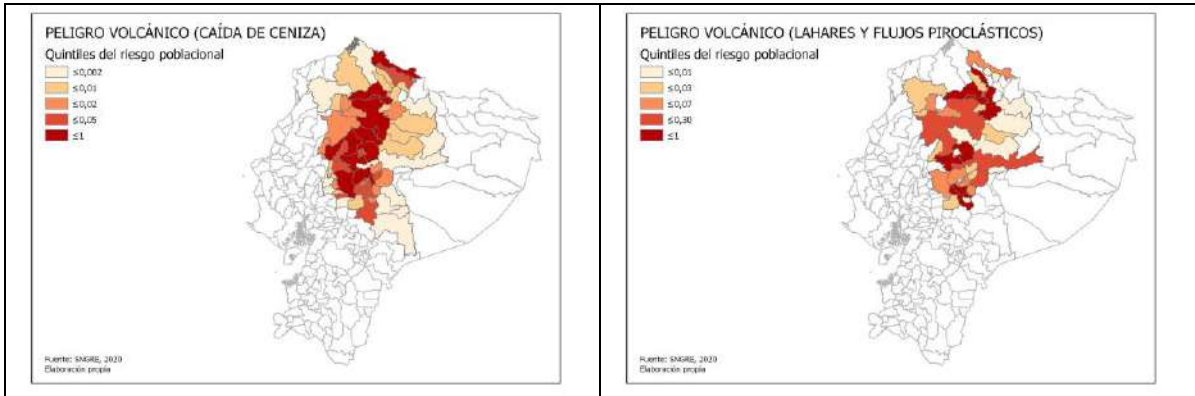 PELIGRO VOLCÁNICO (CAÍDA DE CENIZA)
Quintiles del riesgo poblacional
≤0,002
≤0,01
≤0,02
≤0,05
≤1
Fuente: SNGRE, 2020
Elaboración propia
PELIGRO VOLCÁNICO (LAHARES Y FLUJOS PIROCLÁSTICOS)
Quintiles del riesgo poblacional
≤0,01
≤0,03
≤0,07
≤0,30
≤1
Fuente: SNGRE, 2020
Elaboración propia